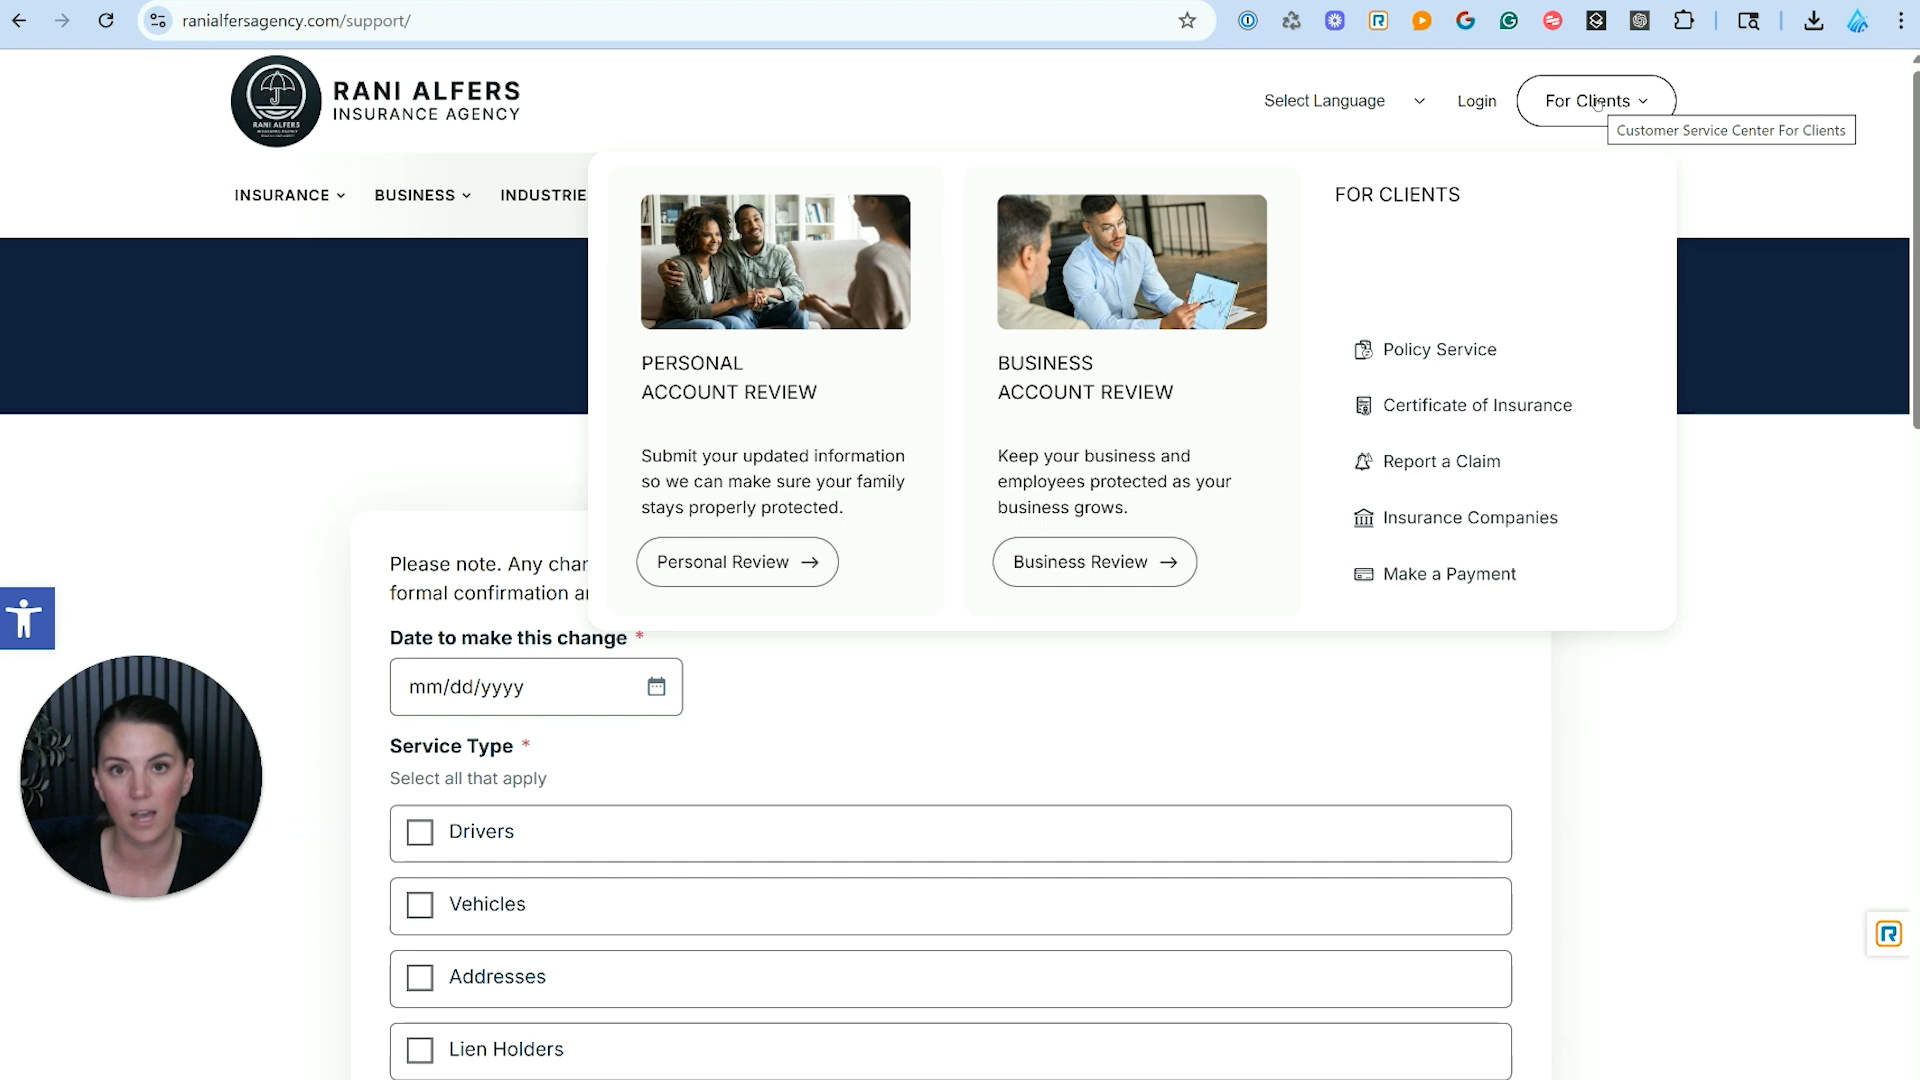 ranialfersagency.com/support/
RANI ALFERS
INSURANCE AGENCY
RANI ALFERS
Select Language
Login
For Clients
Customer Service Center For Clients
INSURANCE
BUSINESS
INDUSTRIE
PERSONAL
ACCOUNT REVIEW
Submit your updated information
so we can make sure your family
stays properly protected.
Personal Review
BUSINESS
ACCOUNT REVIEW
Keep your business and
employees protected as your
business grows.
Business Review
FOR CLIENTS
Policy Service
Certificate of Insurance
Report a Claim
Insurance Companies
Make a Payment
Please note. Any
formal confirmation
Date to make this change *
mm/dd/yyyy
Service Type *
Select all that apply
Drivers
Vehicles
Addresses
Lien Holders